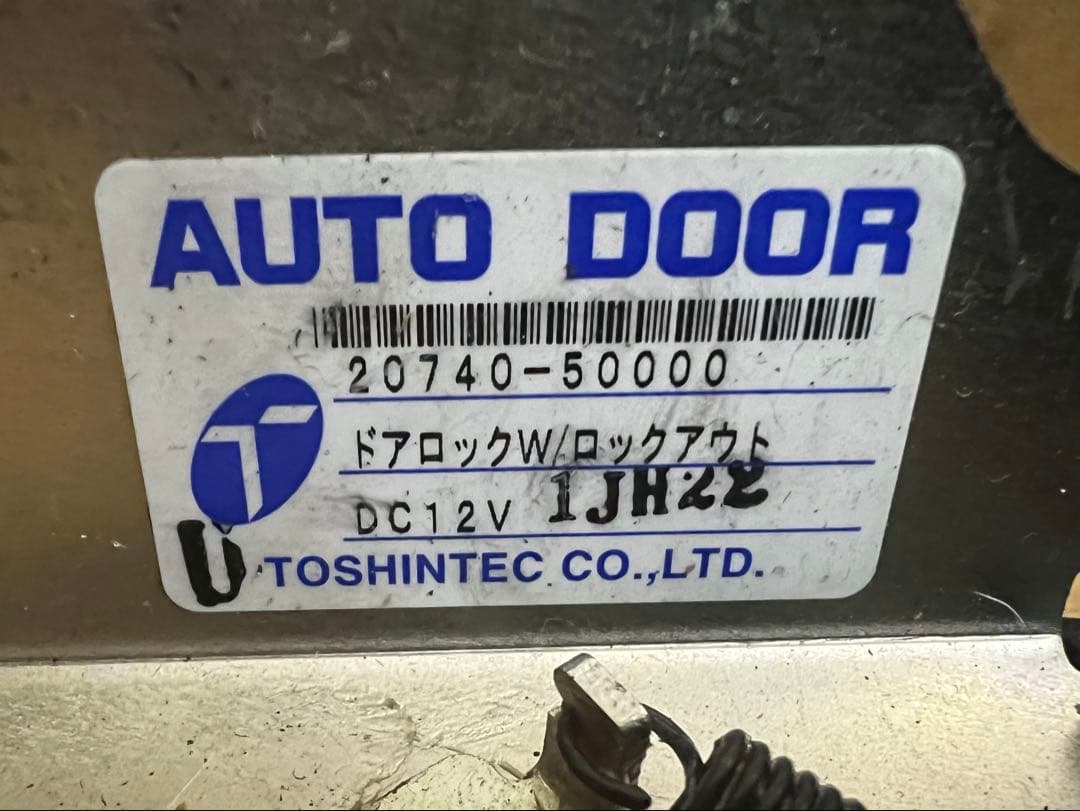 AUTO DOOR
20740-50000
ドアロックW/ロックアウト
DC12V 1JH22
Ü TOSHINTEC CO.,LTD.